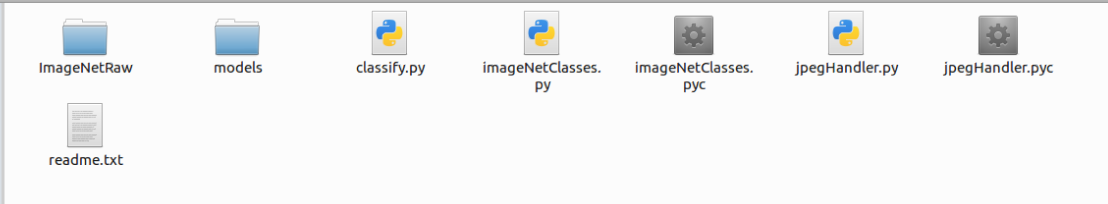 ImageNetRaw
models
classify.py
imageNetClasses.
py
imageNetClasses.
pyc
jpegHandler.py
jpegHandler.pyc
readme.txt